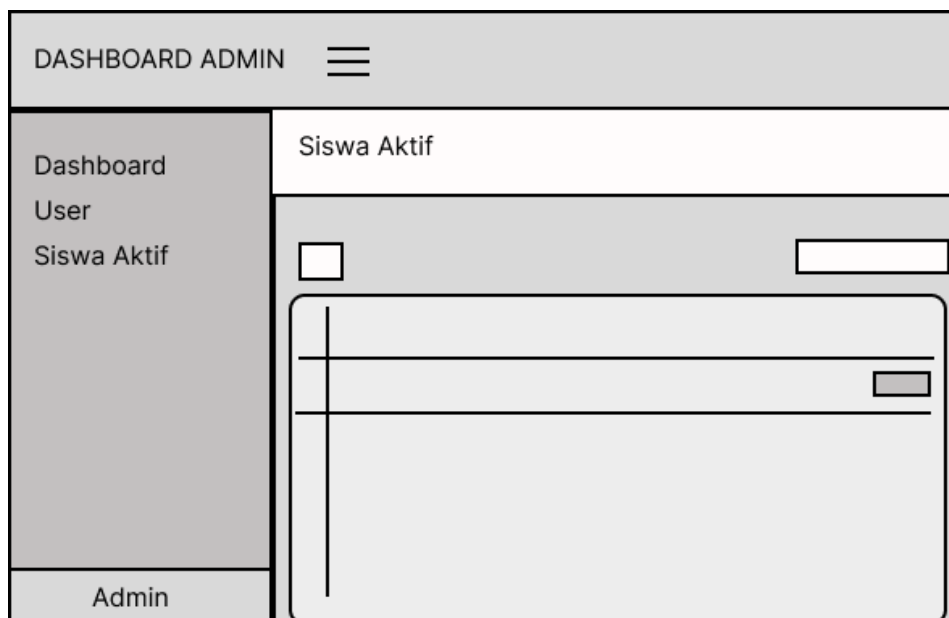 DASHBOARD ADMIN
Dashboard
User
Siswa Aktif
Admin
Siswa Aktif